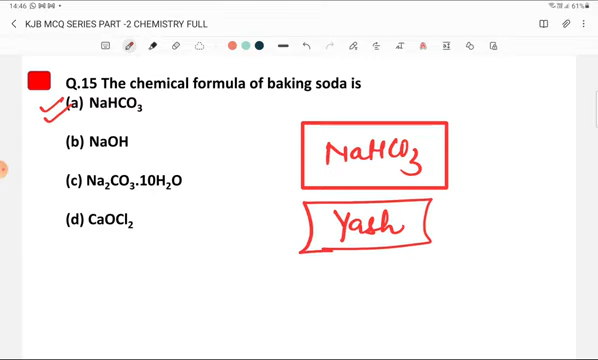 14:46
61%
KJB MCQ SERIES PART -2 CHEMISTRY FULL
Q.15 The chemical formula of baking soda is
(a) NaHCO₃
(b) NaOH
(c) Na₂CO₃.10H₂O
(d) CaOCl₂
NaHCO₃
Yash